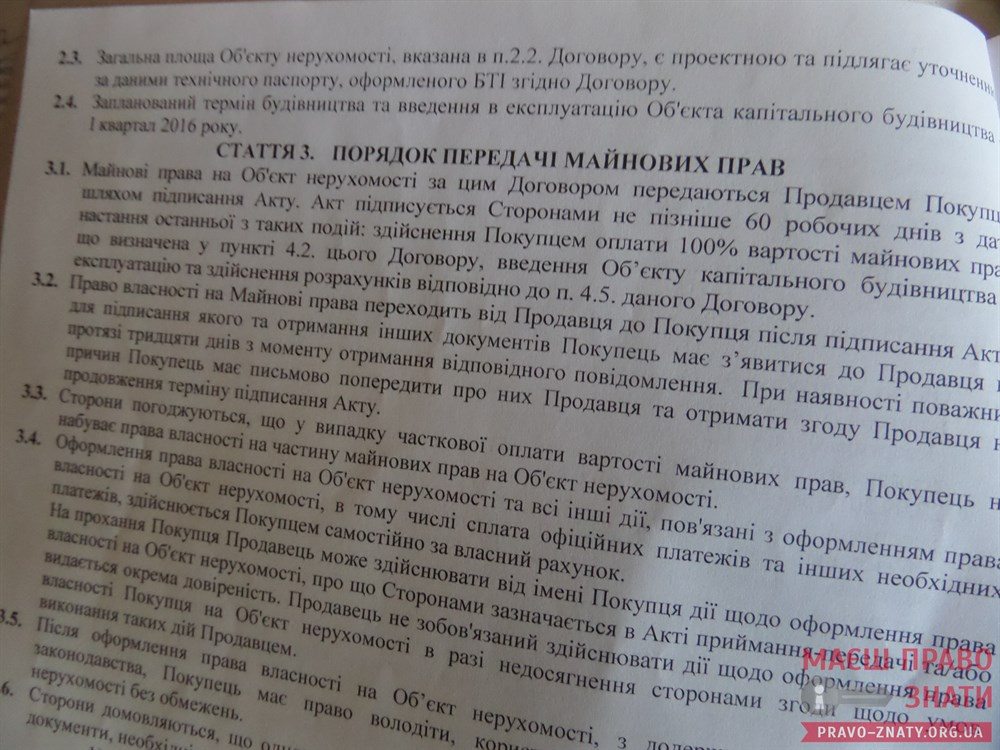 2.3. Загальна площа Об'єкту нерухомості, вказана в п.2.2. Договору, є проектною та підлягає уточненню
за даними технічного паспорту, оформленого БТІ згідно Договору.
2.4. Запланований термін будівництва та введення в експлуатацію Об'єкта капітального будівництва
І квартал 2016 року.
СТАТТЯ 3. ПОРЯДОК ПЕРЕДАЧІ МАЙНОВИХ ПРАВ
3.1. Майнові права на Об'єкт нерухомості за цим Договором передаються Продавцем Покупц
шляхом підписання Акту. Акт підписується Сторонами не пізніше 60 робочих днів з дат
настання останньої з таких подій: здійснення Покупцем оплати 100% вартості майнових пра
що визначена у пункті 4.2. цього Договору, введення Об'єкту капітального будівництва
експлуатацію та здійснення розрахунків відповідно до п. 4.5. даного Договору.
3.2. Право власності на Майнові права переходить від Продавця до Покупця після підписання Акт
для підписання якого та отримання інших документів Покупець має з'явитися до Продавця
протязі тридцяти днів з моменту отримання відповідного повідомлення. При наявності поважни
причин Покупець має письмово попередити про них Продавця та отримати згоду Продавця н
продовження терміну підписання Акту.
3.3. Сторони погоджуються, що у випадку часткової оплати вартості майнових прав, Покупець н
набуває права власності на частину майнових прав на Об'єкт нерухомості.
3.4. Оформлення права власності на Об'єкт нерухомості та всі інші дії, пов'язані з оформленням права
власності на Об'єкт нерухомості, в тому числі сплата офіційних платежів та інших необхідних
платежів, здійснюється Покупцем самостійно за власний рахунок.
На прохання Покупця Продавець може здійснювати від імені Покупця дії щодо оформлення права
власності на Об'єкт нерухомості, про що Сторонами зазначається в Акті приймання-передачі та/або
видається окрема довіреність. Продавець не зобов'язаний здійснювати дії щодо оформлення права
власності Покупця на Об'єкт нерухомості в разі недосягнення сторонами згоди щодо умов
виконання таких дій Продавцем.
3.5. Після оформлення права власності на Об'єкт нерухомості, з додер
законодавства, Покупець має право володіти, корис
нерухомості без обмежень.
6. Сторони домовляються, що
документи, необхідні
МАЄШ ПРАВО
ЗНАТИ
PRAVO-ZNATY.ORG.UA